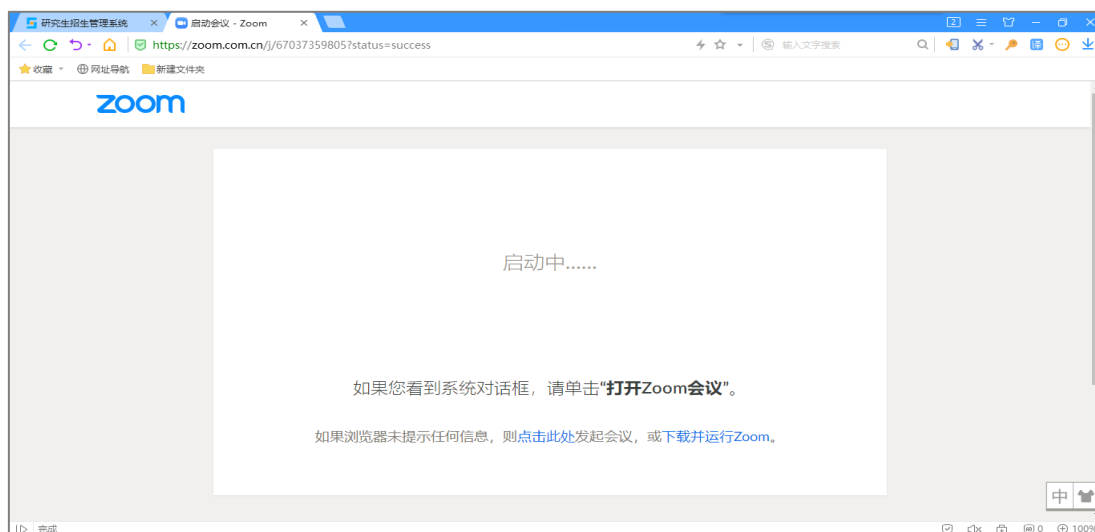 研究生招生管理系统 启动会议 - Zoom 2
https://zoom.com.cn/j/67037359805?status=success 输入文字搜索
收藏 网址导航 新建文件夹
zoom
启动中......
如果您看到系统对话框，请单击“打开Zoom会议”。
如果浏览器未提示任何信息，则点击此处发起会议，或下载并运行Zoom。
中
完成 0 100%